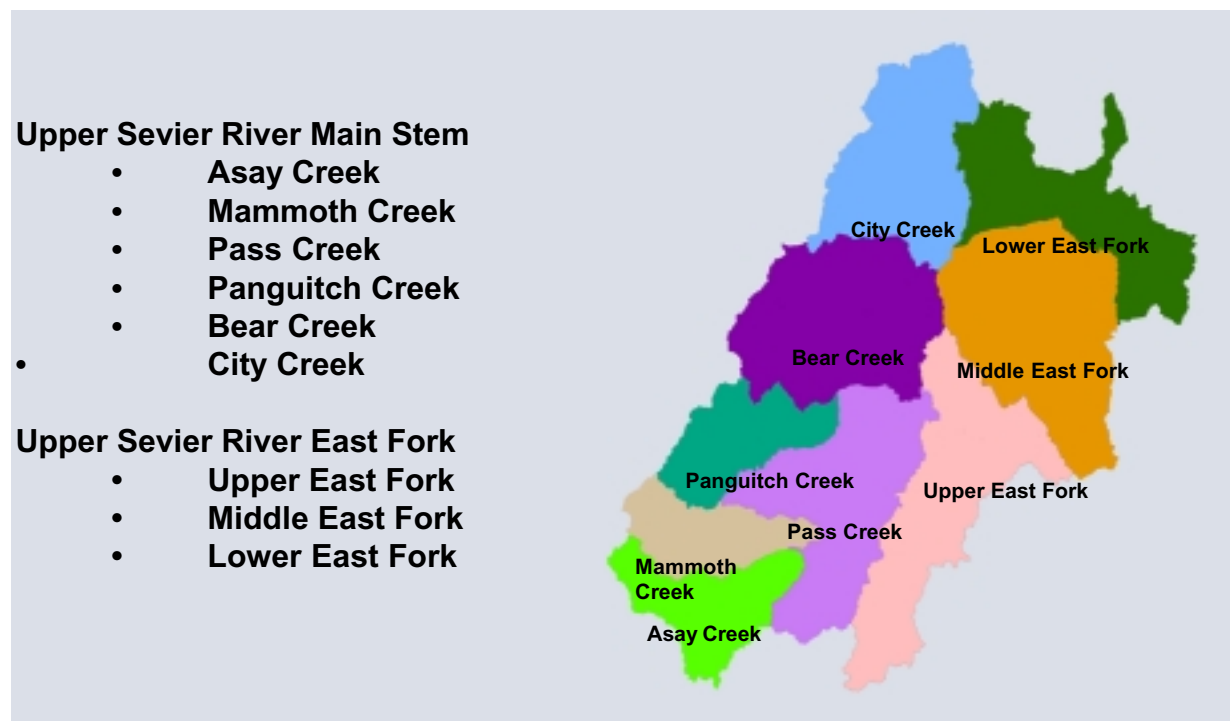 Upper Sevier River Main Stem
• Asay Creek
• Mammoth Creek
• Pass Creek
• Panguitch Creek
• Bear Creek
• City Creek
Upper Sevier River East Fork
• Upper East Fork
• Middle East Fork
• Lower East Fork
City Creek
Lower East Fork
Bear Creek
Middle East Fork
Panguitch Creek
Upper East Fork
Pass Creek
Mammoth
Creek
Asay Creek